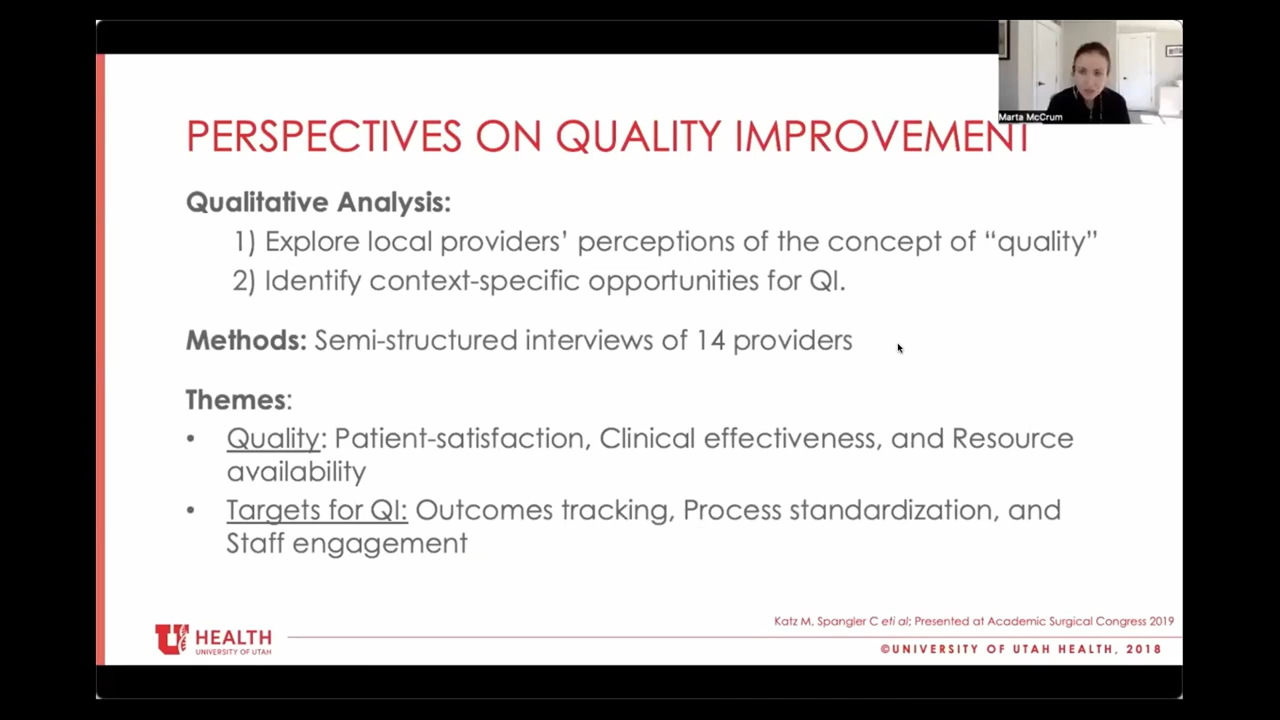 Marta McCrum
PERSPECTIVES ON QUALITY IMPROVEMENT
Qualitative Analysis:
1) Explore local providers’ perceptions of the concept of “quality”
2) Identify context-specific opportunities for QI.
Methods: Semi-structured interviews of 14 providers
Themes:
• Quality: Patient-satisfaction, Clinical effectiveness, and Resource
availability
• Targets for QI: Outcomes tracking, Process standardization, and
Staff engagement
Katz M, Spangler C eti al; Presented at Academic Surgical Congress 2019
U HEALTH
UNIVERSITY OF UTAH
©UNIVERSITY OF UTAH HEALTH, 2018